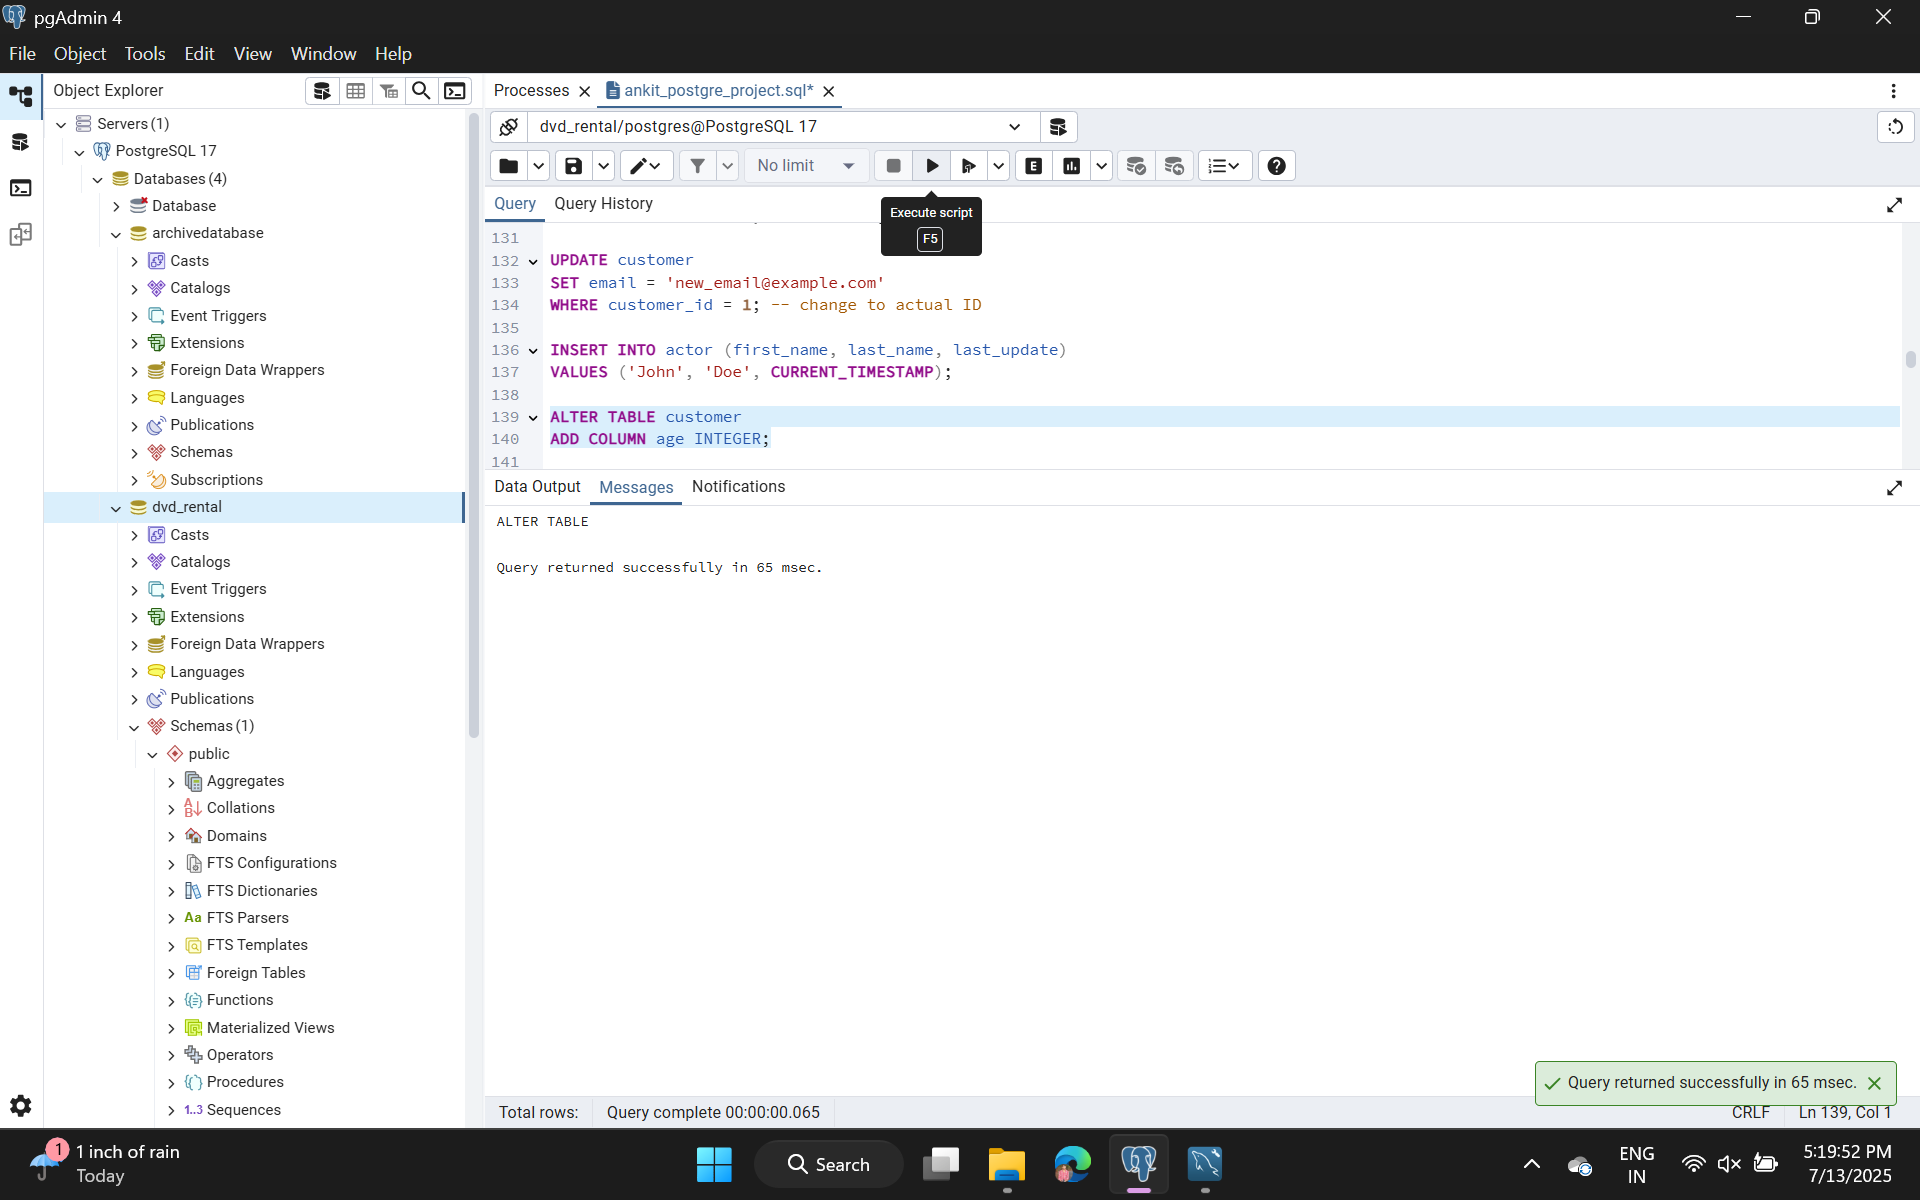 pgAdmin 4
File Object Tools Edit View Window Help
Object Explorer
Processes
ankit_postgre_project.sql*
Servers (1)
PostgreSQL 17
Databases (4)
Database
archivedatabase
Casts
Catalogs
Event Triggers
Extensions
Foreign Data Wrappers
Languages
Publications
Schemas
Subscriptions
dvd_rental
Casts
Catalogs
Event Triggers
Extensions
Foreign Data Wrappers
Languages
Publications
Schemas (1)
public
Aggregates
Collations
Domains
FTS Configurations
FTS Dictionaries
Aa FTS Parsers
FTS Templates
Foreign Tables
Functions
Materialized Views
Operators
Procedures
1..3 Sequences
dvd_rental/postgres@PostgreSQL 17
No limit
E
Query Query History
Execute script
F5
131
132 UPDATE customer
133 SET email = 'new_email@example.com'
134 WHERE customer_id = 1; -- change to actual ID
135
136 INSERT INTO actor (first_name, last_name, last_update)
137 VALUES ('John', 'Doe', CURRENT_TIMESTAMP);
138
139 ALTER TABLE customer
140 ADD COLUMN age INTEGER;
141
Data Output Messages Notifications
ALTER TABLE
Query returned successfully in 65 msec.
Query returned successfully in 65 msec.
Total rows: Query complete 00:00:00.065
CRLF Ln 139, Col 1
1
1 inch of rain
Today
Search
ENG
IN
5:19:52 PM
7/13/2025